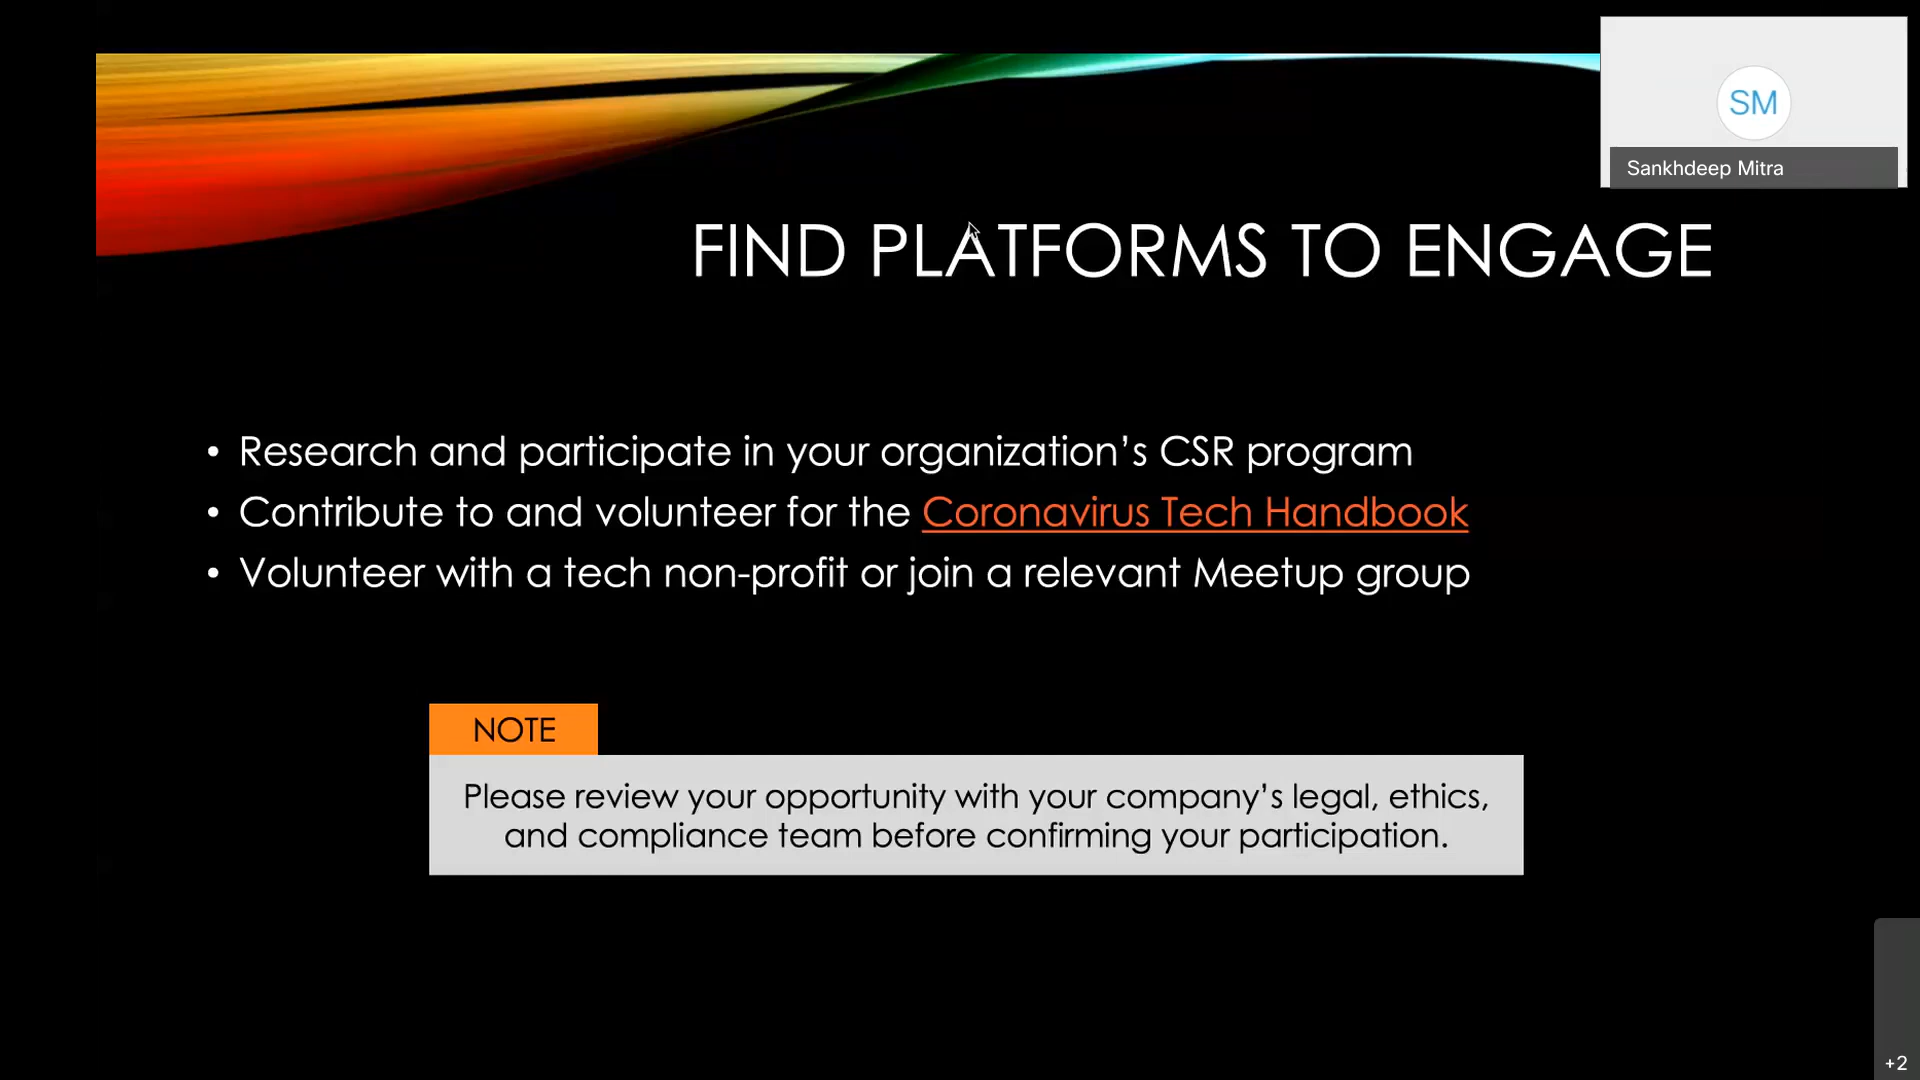 SM
Sankhdeep Mitra
FIND PLATFORMS TO ENGAGE
• Research and participate in your organization’s CSR program
• Contribute to and volunteer for the Coronavirus Tech Handbook
• Volunteer with a tech non-profit or join a relevant Meetup group
NOTE
Please review your opportunity with your company’s legal, ethics,
and compliance team before confirming your participation.
+2